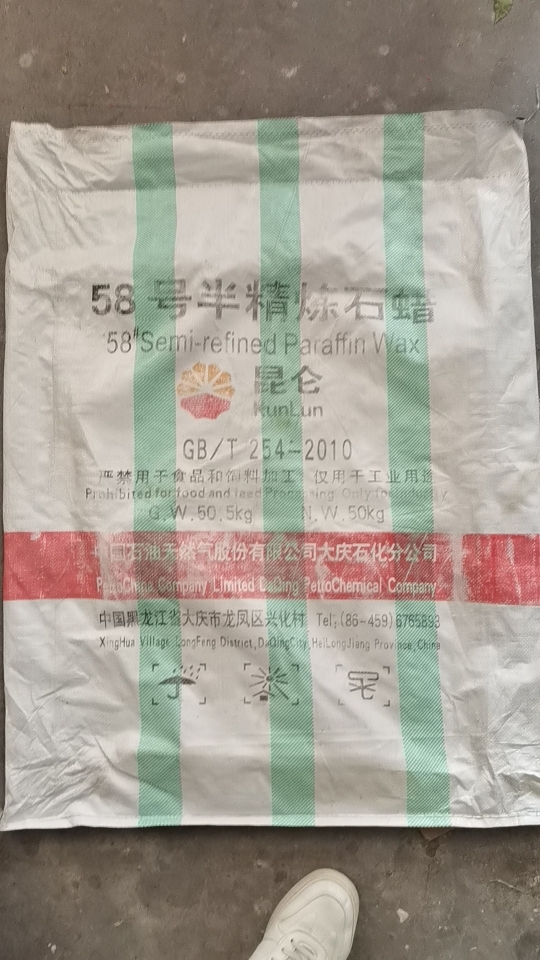 58号半精炼石蜡
58#Semi-refined Paraffin Wax
昆仑
KunLun
GB/T 254-2010
严禁用于食品和饲料加工 仅用于工业用途
Prohibited for food and feed Processing. Only for industry.
G.W.50.5kg N.W.50kg
中国石油天然气股份有限公司大庆石化分公司
PetroChina Company Limited DaQing PetroChemical Company
中国黑龙江省大庆市龙凤区兴化村 Tel:(86-459)6765893
XingHua Village LongFeng District,DaQingCity,HeiLongJiang Province,China